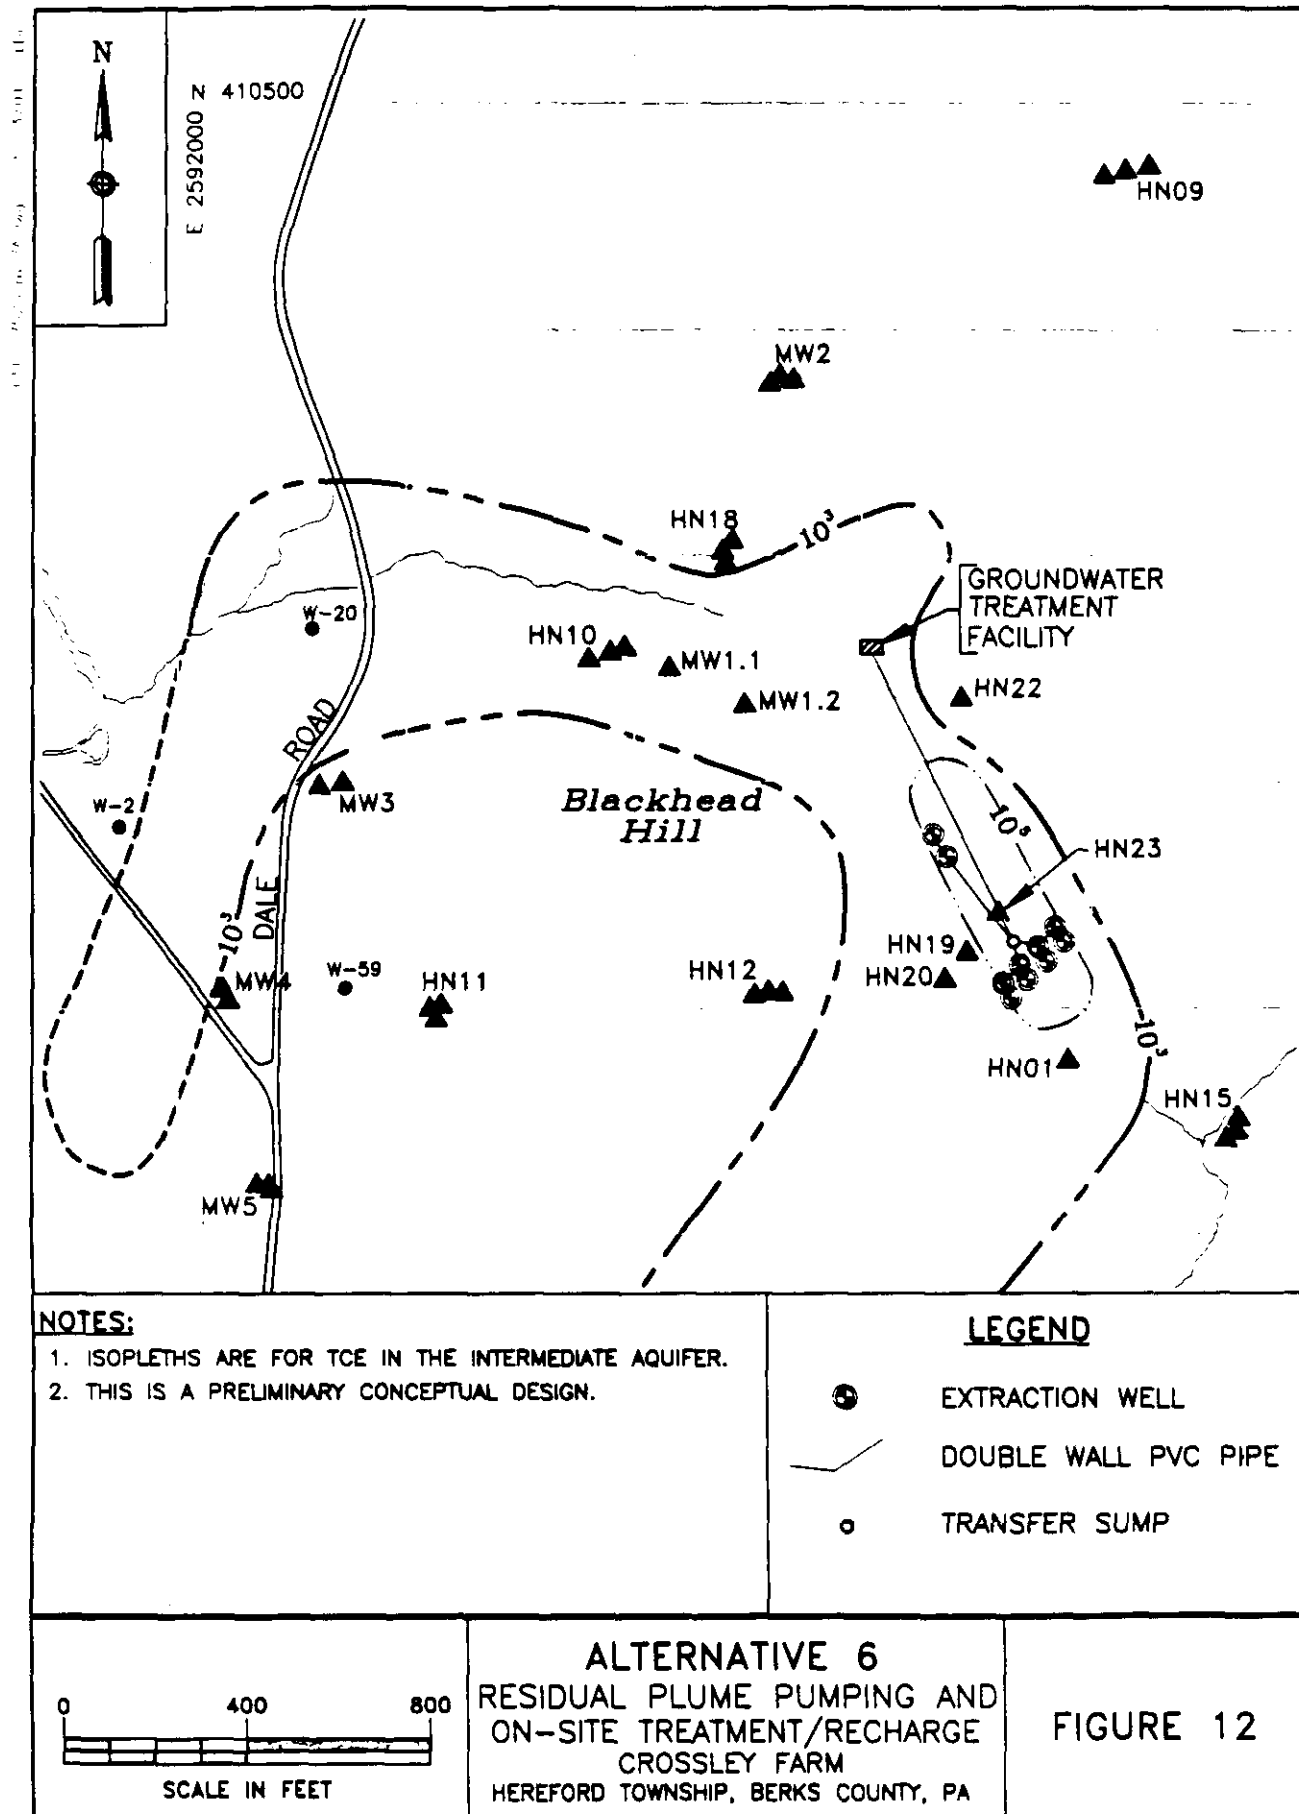 N
N 410500
E 2592000
HN09
MW2
HN18
10³
GROUNDWATER
TREATMENT
FACILITY
W-20
HN10
MW1.1
HN22
MW1.2
ROAD
MW3
W-2
Blackhead
Hill
10⁵
HN23
DALE
10³
HN19
HN20
MW4
W-59
HN11
HN12
10³
HN01
HN15
MW5
NOTES:
1. ISOPLETHS ARE FOR TCE IN THE INTERMEDIATE AQUIFER.
2. THIS IS A PRELIMINARY CONCEPTUAL DESIGN.
LEGEND
EXTRACTION WELL
DOUBLE WALL PVC PIPE
TRANSFER SUMP
0 400 800
SCALE IN FEET
ALTERNATIVE 6
RESIDUAL PLUME PUMPING AND
ON-SITE TREATMENT/RECHARGE
CROSSLEY FARM
HEREFORD TOWNSHIP, BERKS COUNTY, PA
FIGURE 12